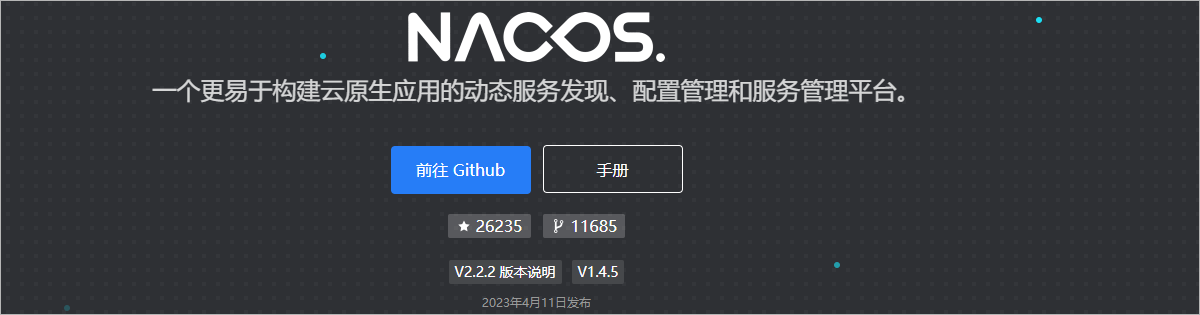 NACOS.
一个更易于构建云原生应用的动态服务发现、配置管理和服务管理平台。
前往 Github 手册
26235 11685
V2.2.2 版本说明 V1.4.5
2023年4月11日发布